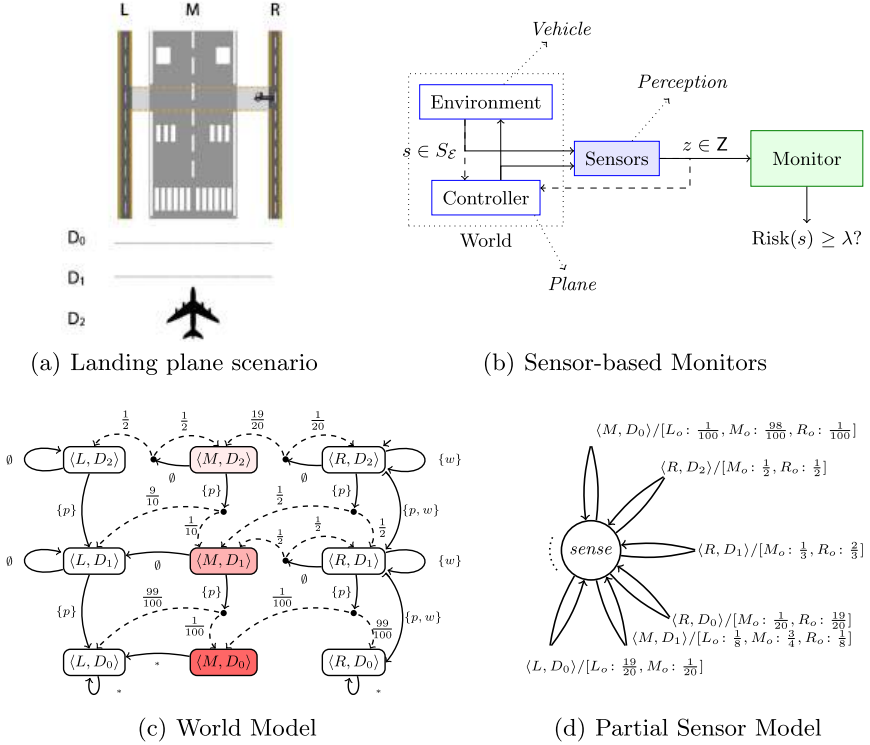 L M R
D₀
D₁
D₂
(a) Landing plane scenario
Vehicle
Perception
Environment
s ∈ S_ℰ
Controller
World
Plane
Sensors
z ∈ Z
Monitor
Risk(s) ≥ λ?
(b) Sensor-based Monitors
1/2 1/2 19/20 1/20
∅ ⟨L, D₂⟩ ⟨M, D₂⟩ ⟨R, D₂⟩ {w}
∅ ∅
{p} {p} {p} {p, w}
9/10 1/10 1/2 1/2 1/2 1/2
∅ ⟨L, D₁⟩ ⟨M, D₁⟩ ⟨R, D₁⟩ {w}
∅ ∅
{p} {p} {p} {p, w}
99/100 1/100 1/100 99/100
⟨L, D₀⟩ ⟨M, D₀⟩ ⟨R, D₀⟩
* * *
(c) World Model
⟨M, D₀⟩/[Lₒ: 1/100, Mₒ: 98/100, Rₒ: 1/100]
⟨R, D₂⟩/[Mₒ: 1/2, Rₒ: 1/2]
sense
⟨R, D₁⟩/[Mₒ: 1/3, Rₒ: 2/3]
⟨R, D₀⟩/[Mₒ: 1/20, Rₒ: 19/20]
⟨M, D₁⟩/[Lₒ: 1/8, Mₒ: 3/4, Rₒ: 1/8]
⟨L, D₀⟩/[Lₒ: 19/20, Mₒ: 1/20]
(d) Partial Sensor Model